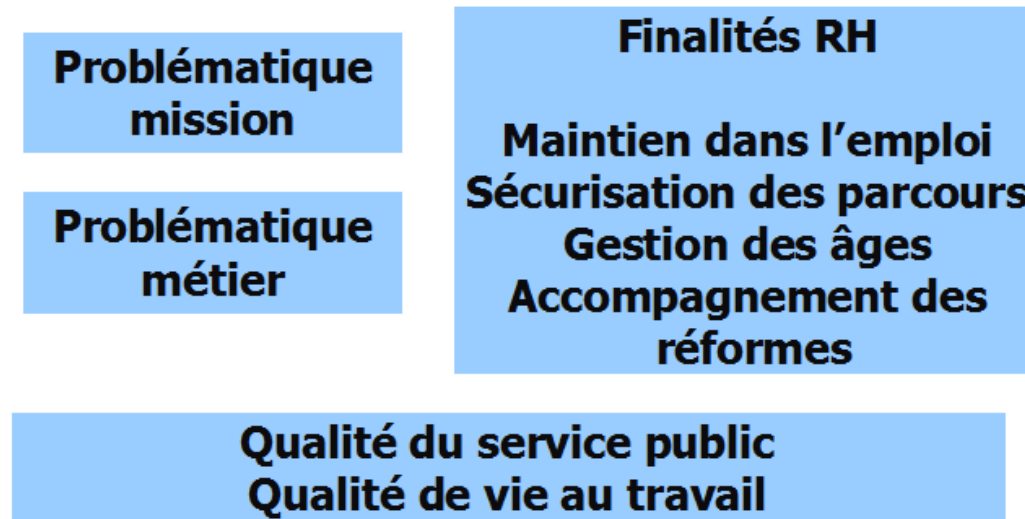 Problématique
mission
Problématique
métier
Finalités RH
Maintien dans l’emploi
Sécurisation des parcours
Gestion des âges
Accompagnement des
réformes
Qualité du service public
Qualité de vie au travail